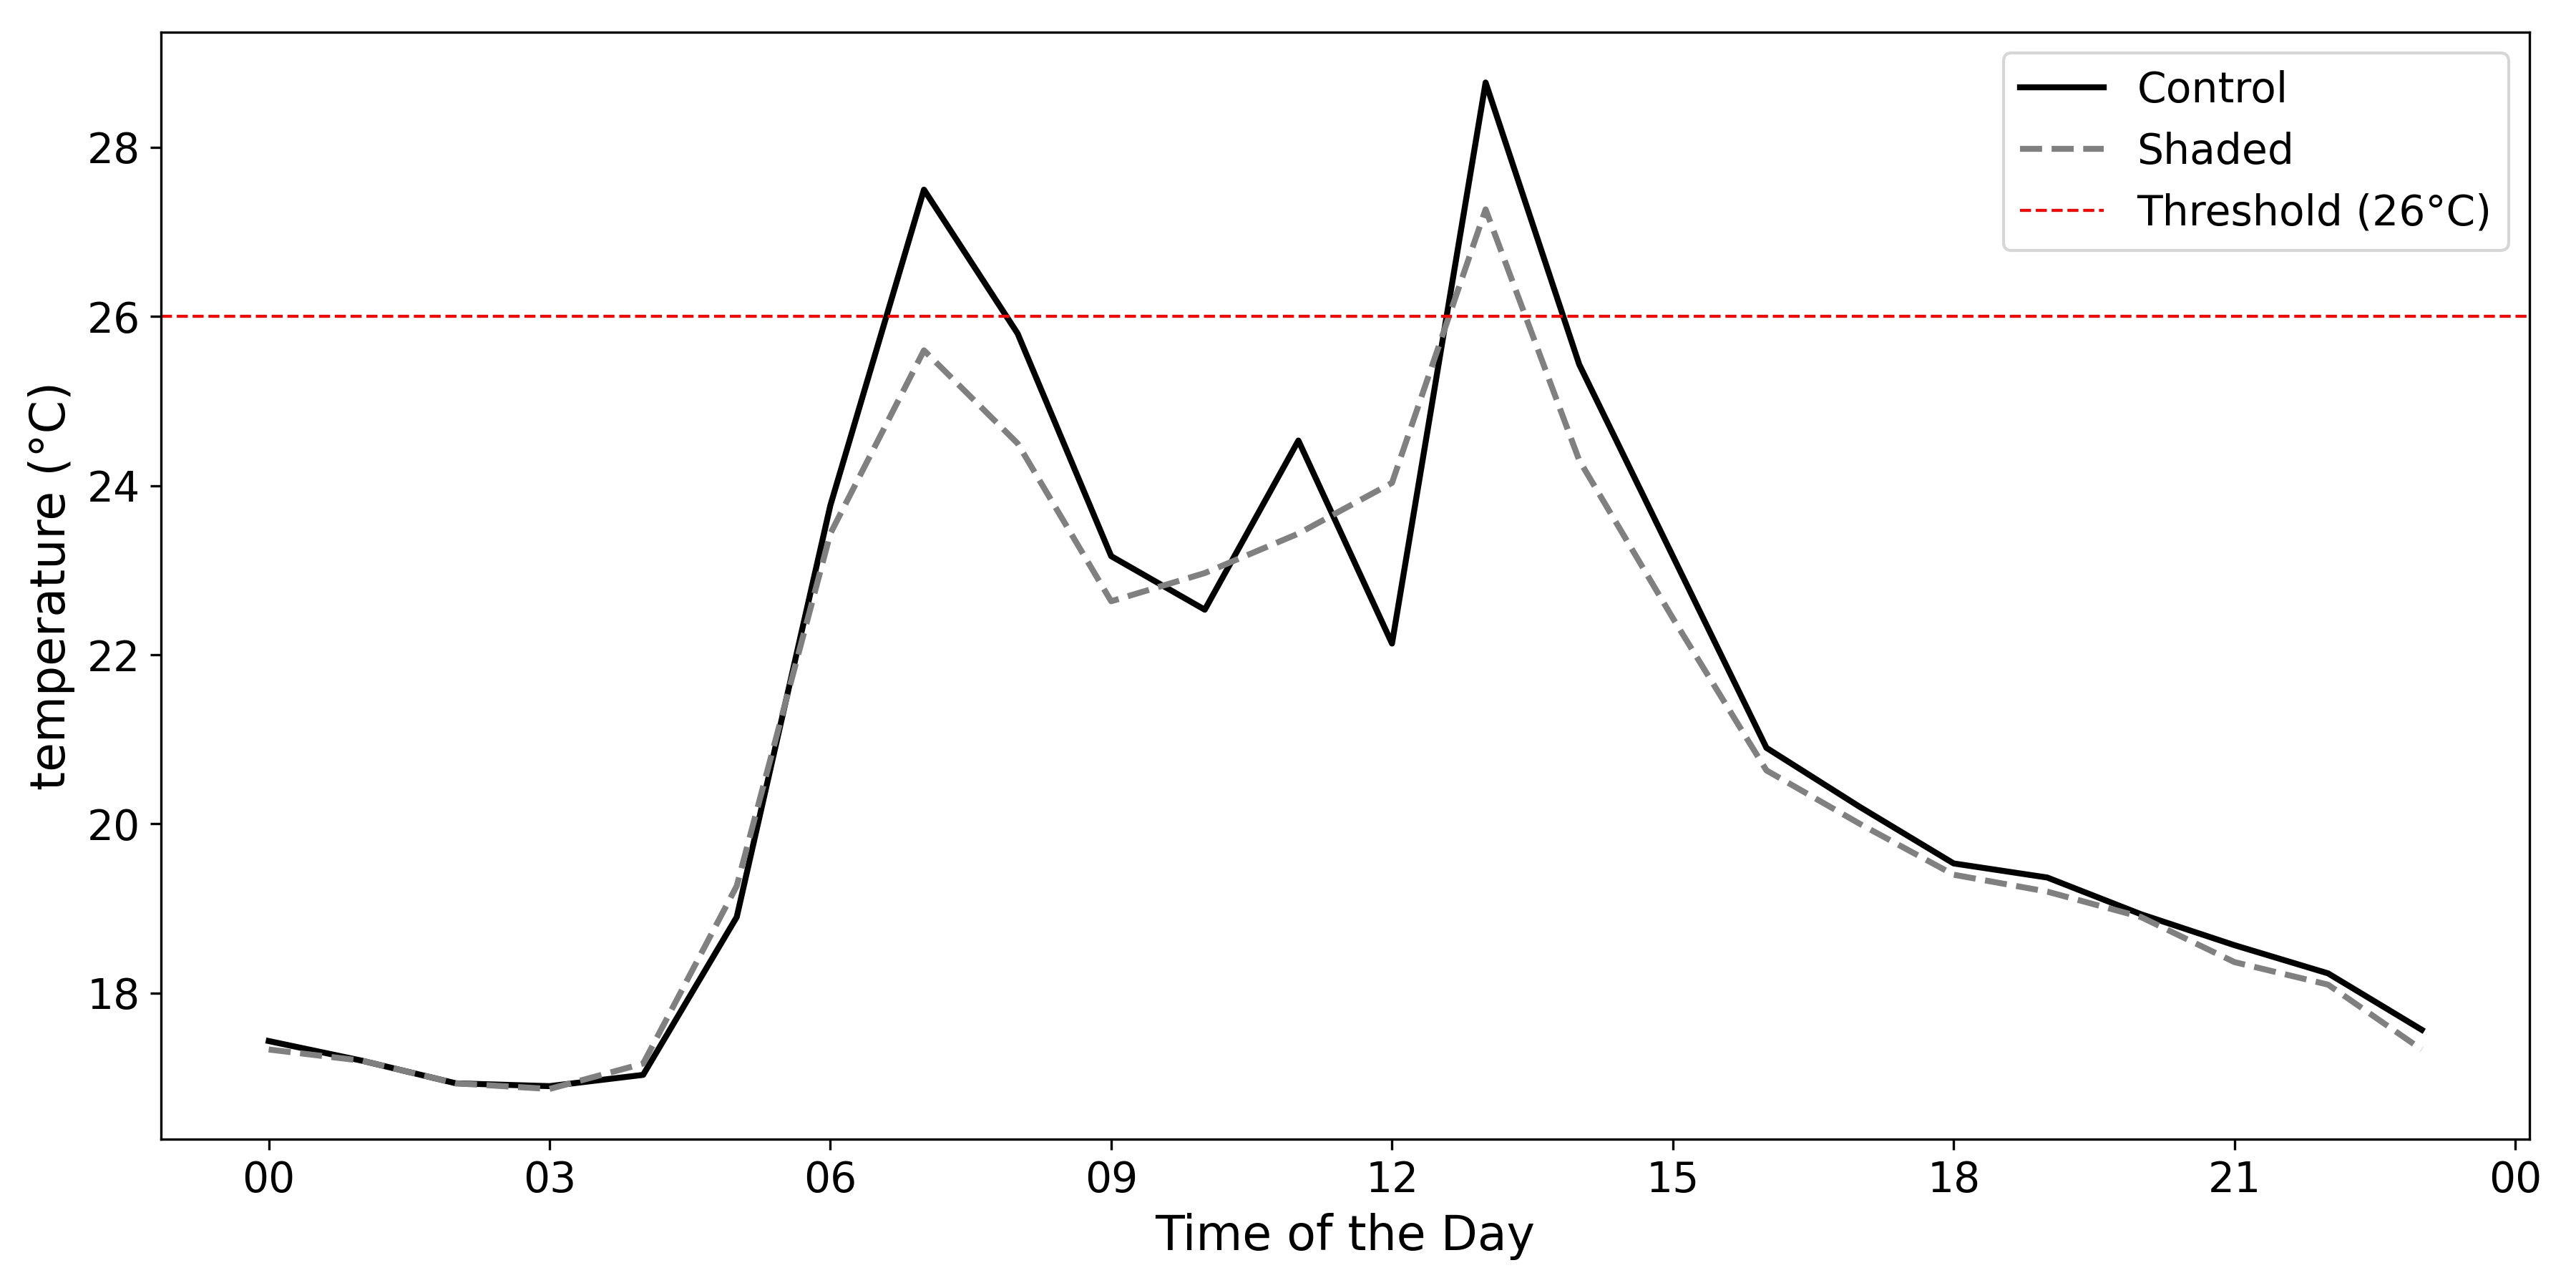 Control
Shaded
Threshold (26°C)
28
26
24
22
20
18
temperature (°C)
00 03 06 09 12 15 18 21 00
Time of the Day